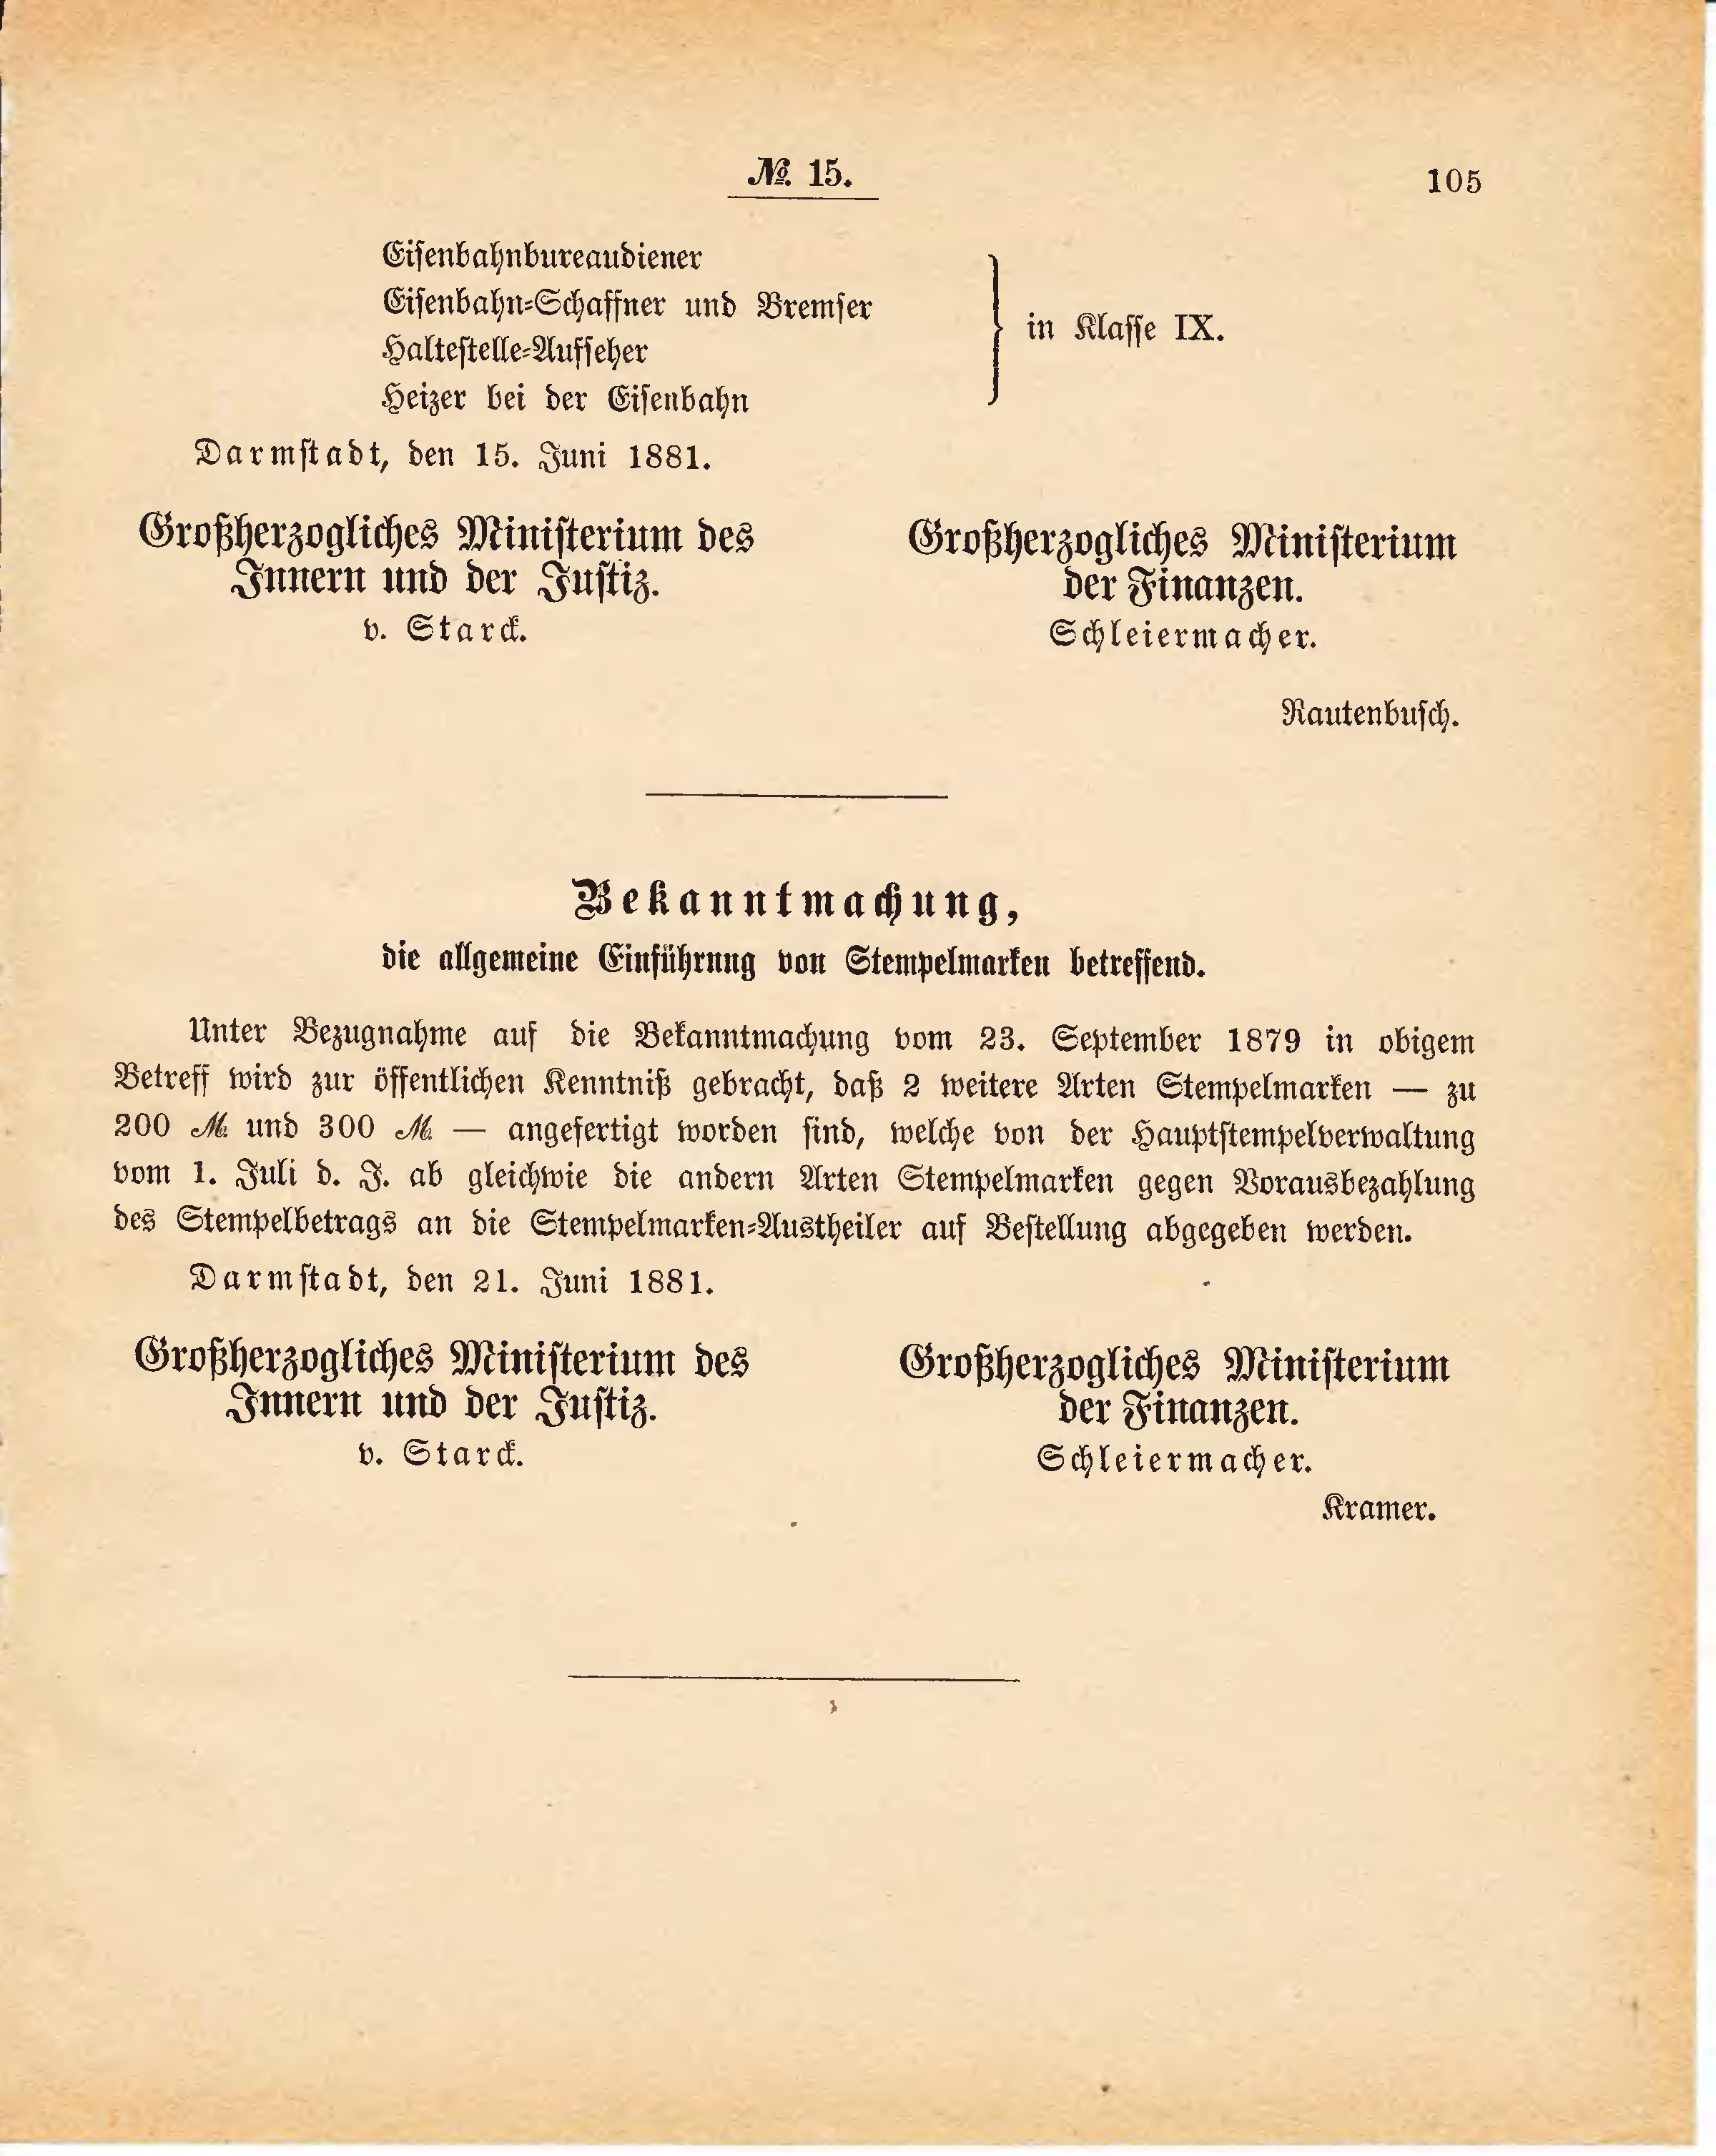 №. 15.
105
Eisenbahnbureaudiener
Eisenbahn-Schaffner und Bremser
Haltestelle-Aufseher
Heizer bei der Eisenbahn
in Klasse IX.
Darmstadt, den 15. Juni 1881.
Großherzogliches Ministerium des
Innern und der Justiz.
v. Starck.
Großherzogliches Ministerium
der Finanzen.
Schleiermacher.
Rautenbusch.
Bekanntmachung,
die allgemeine Einführung von Stempelmarken betreffend.
Unter Bezugnahme auf die Bekanntmachung vom 23. September 1879 in obigem
Betreff wird zur öffentlichen Kenntniß gebracht, daß 2 weitere Arten Stempelmarken — zu
200 M. und 300 M. — angefertigt worden sind, welche von der Hauptstempelverwaltung
vom 1. Juli d. J. ab gleichwie die andern Arten Stempelmarken gegen Vorausbezahlung
des Stempelbetrags an die Stempelmarken-Austheiler auf Bestellung abgegeben werden.
Darmstadt, den 21. Juni 1881.
Großherzogliches Ministerium des
Innern und der Justiz.
v. Starck.
Großherzogliches Ministerium
der Finanzen.
Schleiermacher.
Kramer.